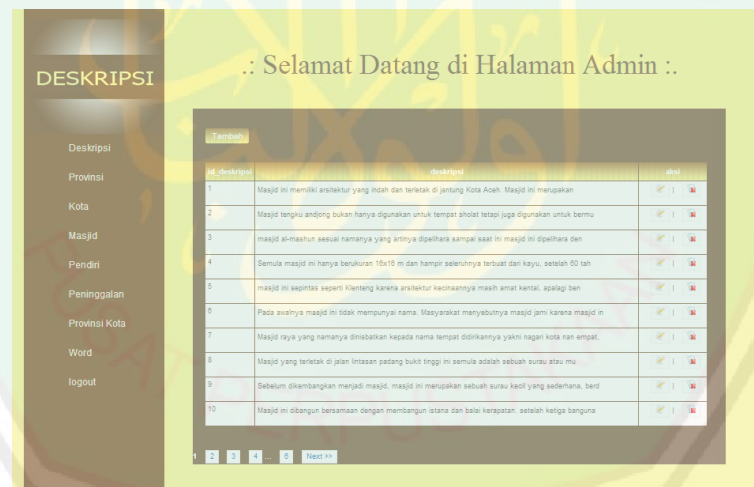 DESKRIPSI
Deskripsi
Provinsi
Kota
Masjid
Pendiri
Peninggalan
Provinsi Kota
Word
logout
.: Selamat Datang di Halaman Admin :.
Tambah
id_deskripsi deskripsi aksi
1 Masjid ini memiliki arsitektur yang indah dan terletak di jantung Kota Aceh. Masjid ini merupakan |
2 Masjid tengku andjong bukan hanya digunakan untuk tempat sholat tetapi juga digunakan untuk bermu |
3 masjid al-mashun sesuai namanya yang artinya dipelihara sampai saat ini masjid ini dipelihara den |
4 Semula masjid ini hanya berukuran 16x16 m dan hampir seleruhnya terbuat dari kayu, setelah 60 tah |
5 masjid ini sepintas seperti Klenteng karena arsitektur kecinaannya masih amat kental, apalagi ben |
6 Pada awalnya masjid ini tidak mempunyai nama. Masyarakat menyebutnya masjid jami karena masjid in |
7 Masjid raya yang namanya dinisbatkan kepada nama tempat didirikannya yakni nagari kota nan empat, |
8 Masjid yang terletak di jalan lintasan padang bukit tinggi ini semula adalah sebuah surau atau mu |
9 Sebelum dikembangkan menjadi masjid, masjid ini merupakan sebuah surau kecil yang sederhana, berd |
10 Masjid ini dibangun bersamaan dengan membangun istana dan balai kerapatan. setelah ketiga banguna |
1 2 3 4 ... 6 Next >>
PUSAT PERPUSTAKAAN